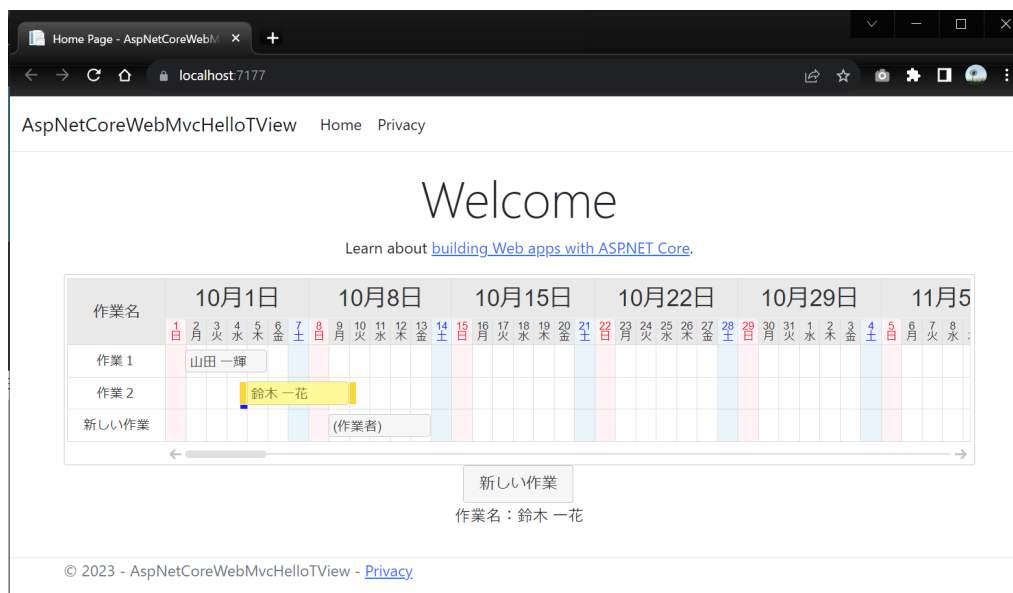 Home Page - AspNetCoreWebM
localhost:7177
AspNetCoreWebMvcHelloTView Home Privacy
Welcome
Learn about building Web apps with ASP.NET Core.
作業名 10月1日 10月8日 10月15日 10月22日 10月29日 11月5
1 2 3 4 5 6 7 8 9 10 11 12 13 14 15 16 17 18 19 20 21 22 23 24 25 26 27 28 29 30 31 1 2 3 4 5 6 7 8
日 月 火 水 木 金 土 日 月 火 水 木 金 土 日 月 火 水 木 金 土 日 月 火 水 木 金 土 日 月 火 水 木 金 土 日 月 火 水
作業 1 山田 一輝
作業 2 鈴木 一花
新しい作業 (作業者)
新しい作業
作業名：鈴木 一花
© 2023 - AspNetCoreWebMvcHelloTView - Privacy